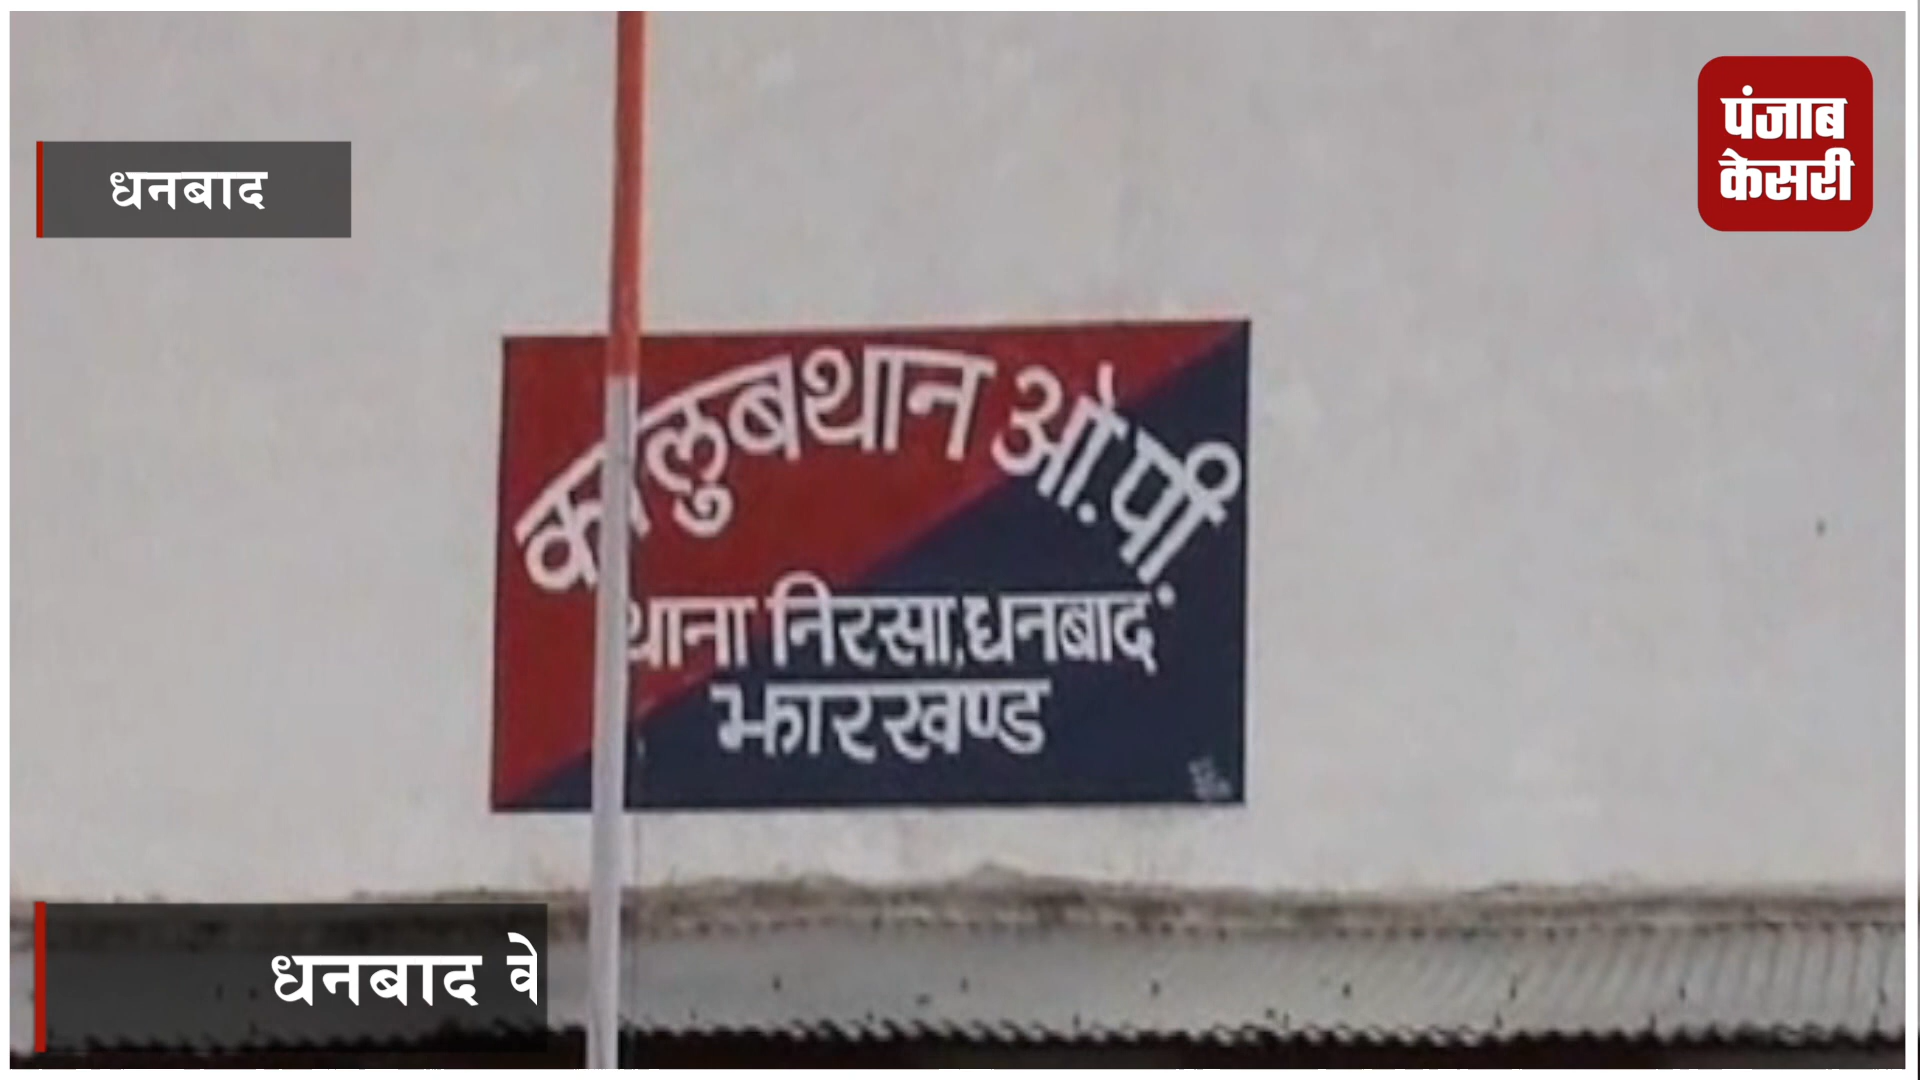 पंजाब
केसरी
धनबाद
कालुबथान ओ.पी.
थाना निरसा, धनबाद
झारखण्ड
धनबाद